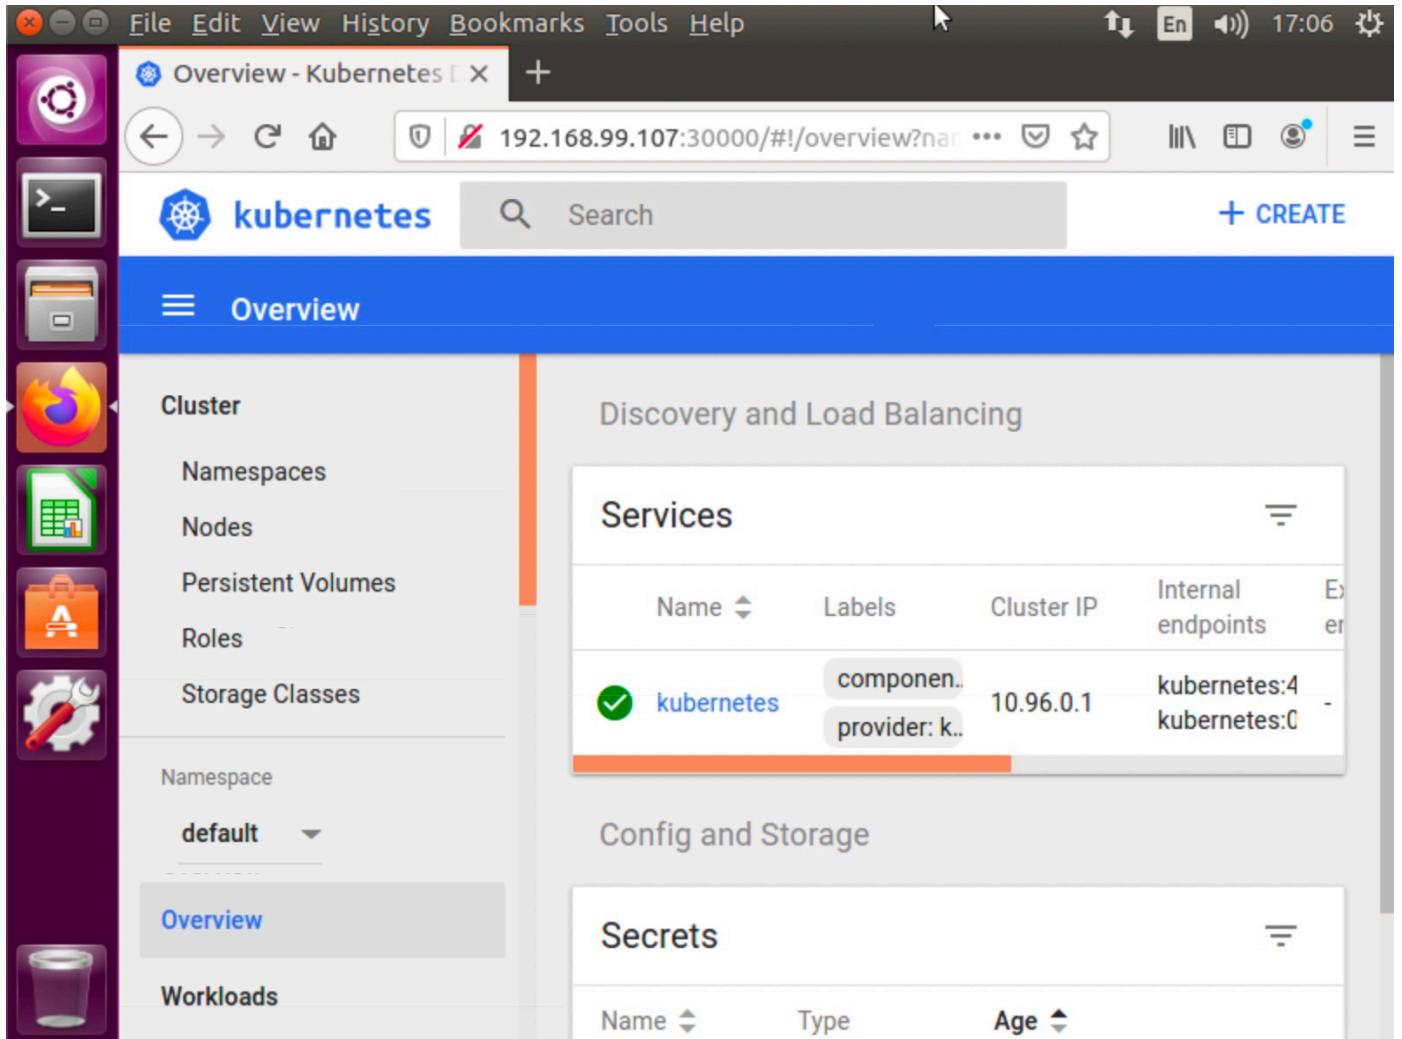 File Edit View History Bookmarks Tools Help
En
17:06
Overview - Kubernetes
192.168.99.107:30000/#!/overview?nar
kubernetes
Search
+ CREATE
Overview
Cluster
Namespaces
Nodes
Persistent Volumes
Roles
Storage Classes
Namespace
default
Overview
Workloads
Discovery and Load Balancing
Services
Name
Labels
Cluster IP
Internal
endpoints
kubernetes
componen..
provider: k..
10.96.0.1
kubernetes:4
kubernetes:0
-
Config and Storage
Secrets
Name
Type
Age